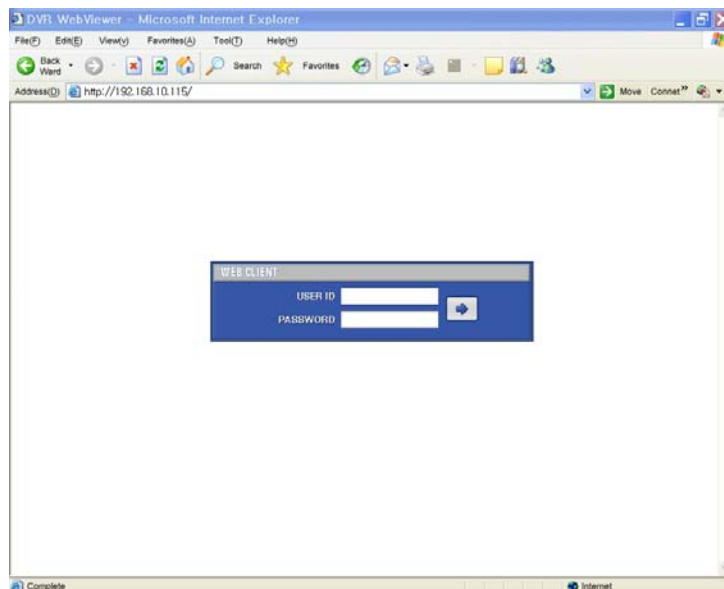 DVR WebViewer - Microsoft Internet Explorer
File(F) Edit(E) View(v) Favorites(A) Tool(T) Help(H)
Back Ward Search Favorites
Address(D) http://192.168.10.115/ Move Connet"
WEB CLIENT
USER ID
PASSWORD
Complete Internet